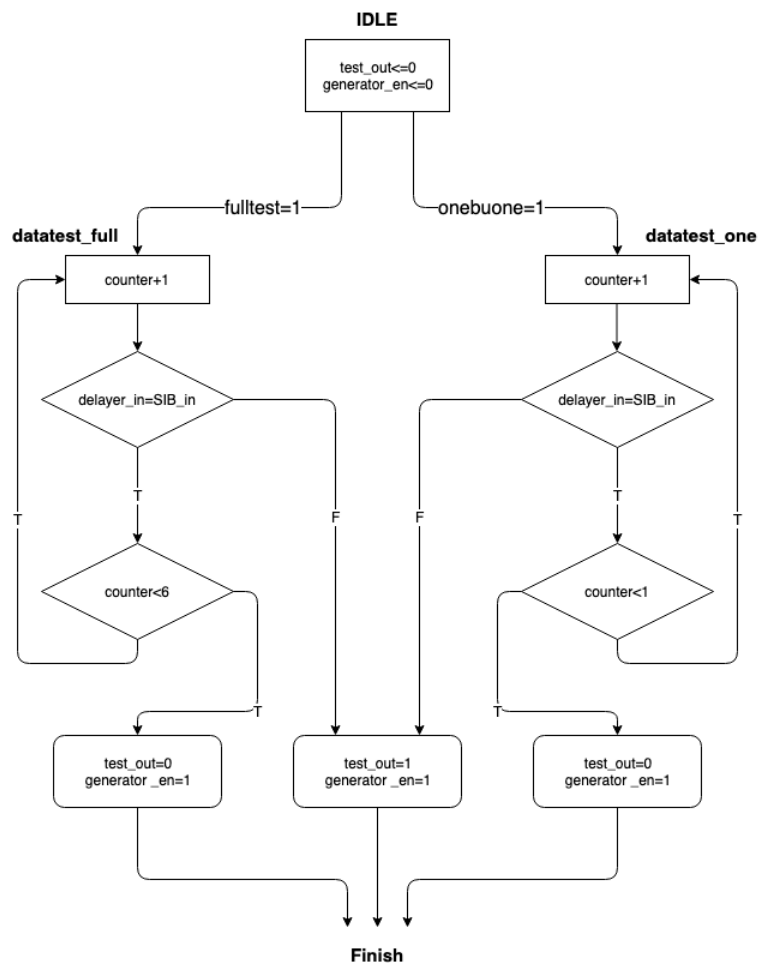 IDLE
test_out<=0
generator_en<=0
fulltest=1
onebuone=1
datatest_full
datatest_one
counter+1
counter+1
delayer_in=SIB_in
delayer_in=SIB_in
T
T
T
F
F
T
counter<6
counter<1
T
T
test_out=0
generator _en=1
test_out=1
generator _en=1
test_out=0
generator _en=1
Finish